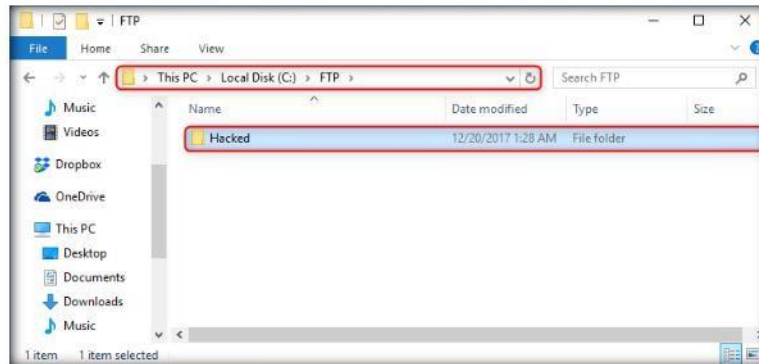 FTP
File Home Share View
This PC > Local Disk (C:) > FTP > Search FTP
Name Date modified Type Size
Music
Videos
Hacked 12/20/2017 1:28 AM File folder
Dropbox
OneDrive
This PC
Desktop
Documents
Downloads
Music
1 item 1 item selected